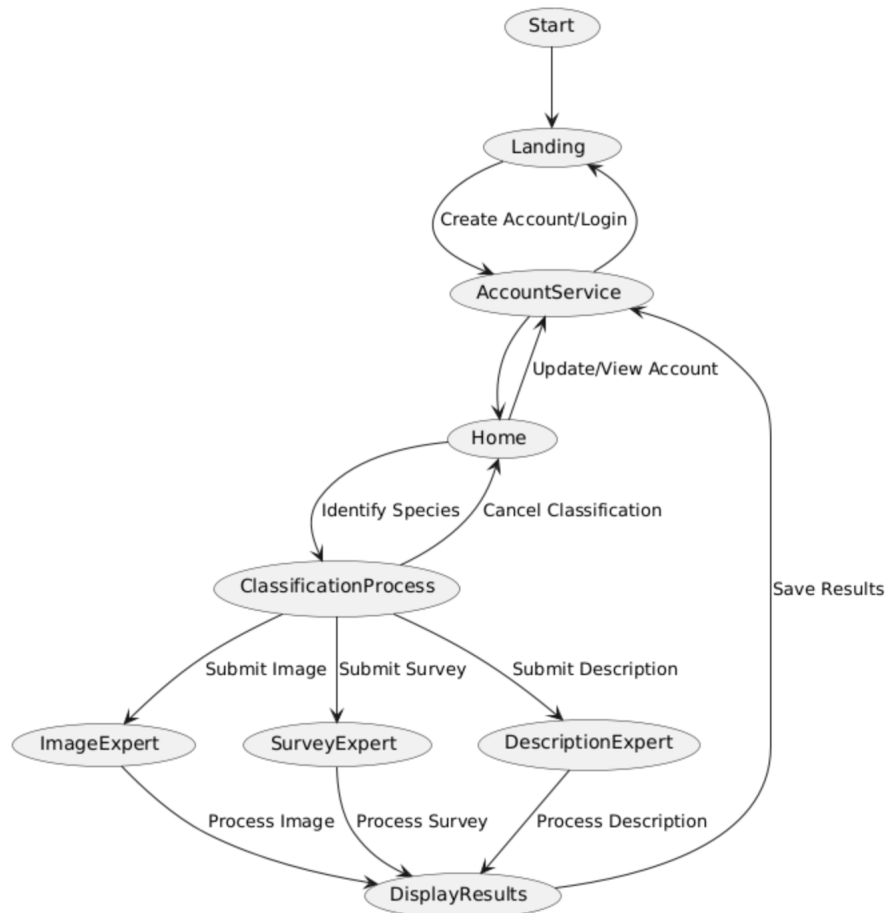 Start
Landing
Create Account/Login
AccountService
Update/View Account
Home
Identify Species
Cancel Classification
ClassificationProcess
Save Results
Submit Image
Submit Survey
Submit Description
ImageExpert
SurveyExpert
DescriptionExpert
Process Image
Process Survey
Process Description
DisplayResults